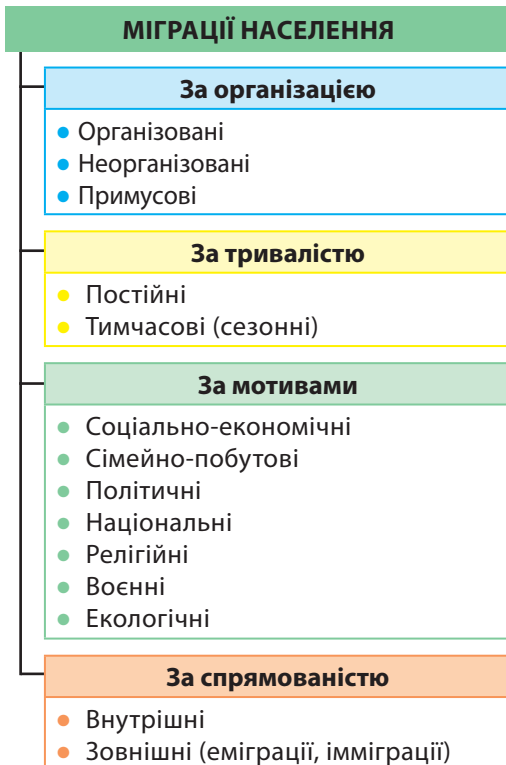 МІГРАЦІЇ НАСЕЛЕННЯ
За організацією
• Організовані
• Неорганізовані
• Примусові
За тривалістю
• Постійні
• Тимчасові (сезонні)
За мотивами
• Соціально-економічні
• Сімейно-побутові
• Політичні
• Національні
• Релігійні
• Воєнні
• Екологічні
За спрямованістю
• Внутрішні
• Зовнішні (еміграції, імміграції)